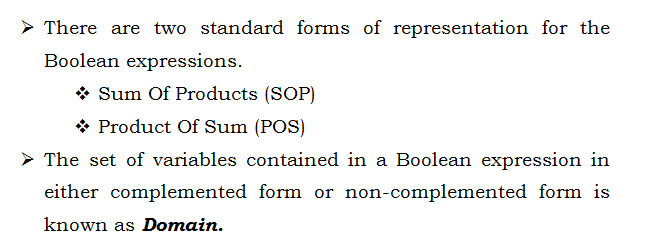 ➢ There are two standard forms of representation for the
Boolean expressions.
❖ Sum Of Products (SOP)
❖ Product Of Sum (POS)
➢ The set of variables contained in a Boolean expression in
either complemented form or non-complemented form is
known as Domain.